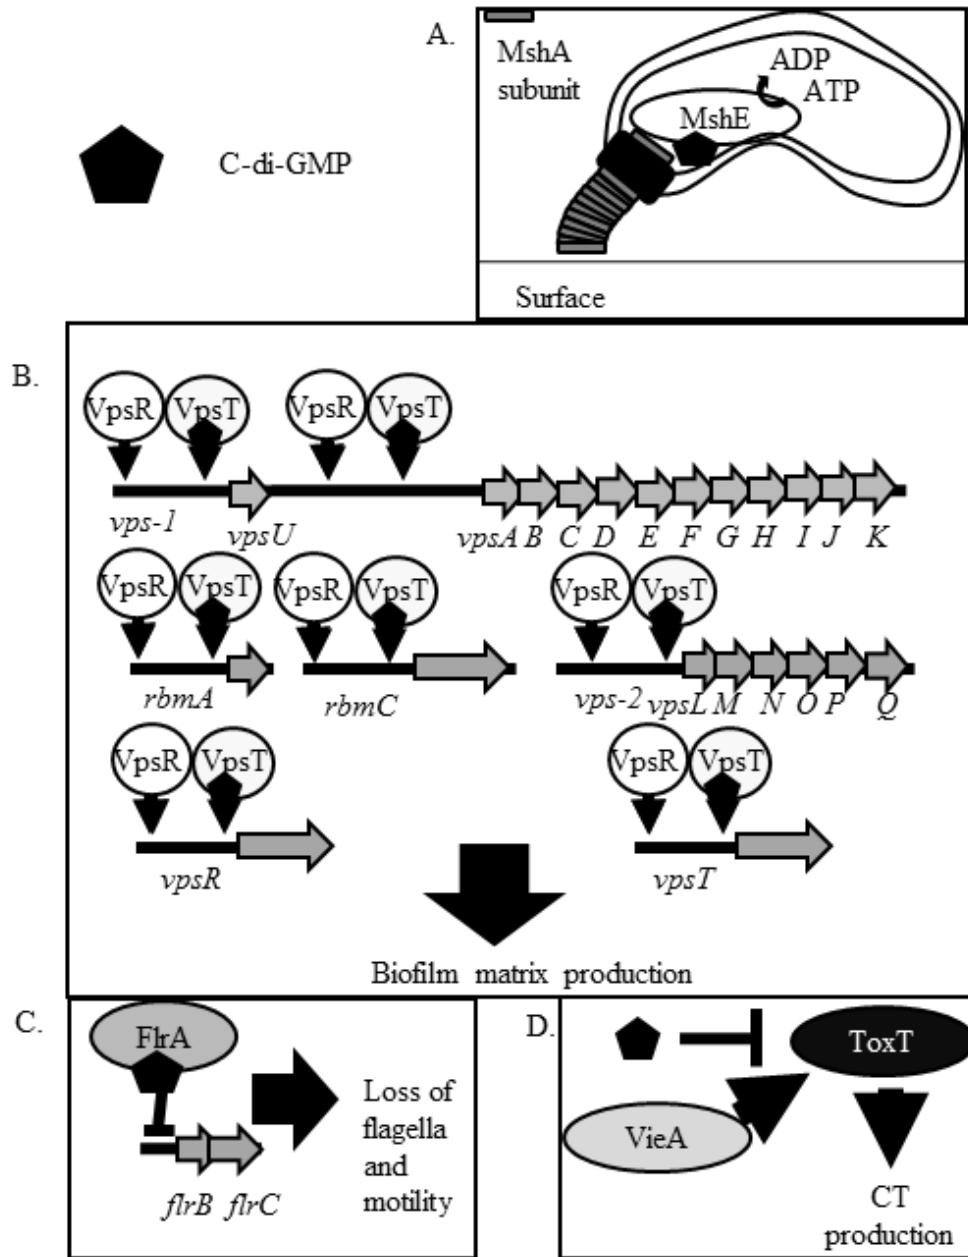 A.
MshA
subunit
ADP
ATP
MshE
C-di-GMP
Surface
B.
VpsR VpsT VpsR VpsT
vps-1 vpsU vpsA B C D E F G H I J K
VpsR VpsT VpsR VpsT VpsR VpsT
rbmA rbmC vps-2 vpsL M N O P Q
VpsR VpsT VpsR VpsT
vpsR vpsT
Biofilm matrix production
C.
FlrA
Loss of
flagella
and
motility
flrB flrC
D.
ToxT
VieA
CT
production